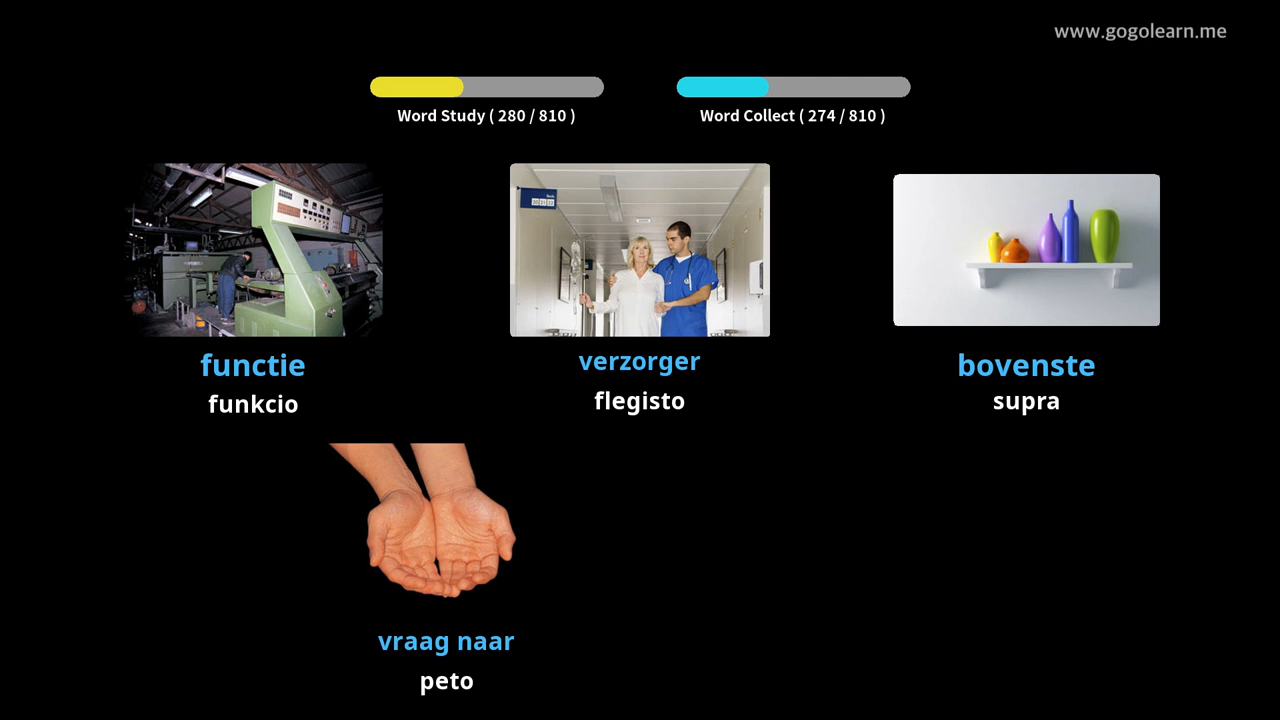 www.gogolearn.me
Word Study ( 280 / 810 )
Word Collect ( 274 / 810 )
functie
funkcio
verzorger
flegisto
bovenste
supra
vraag naar
peto